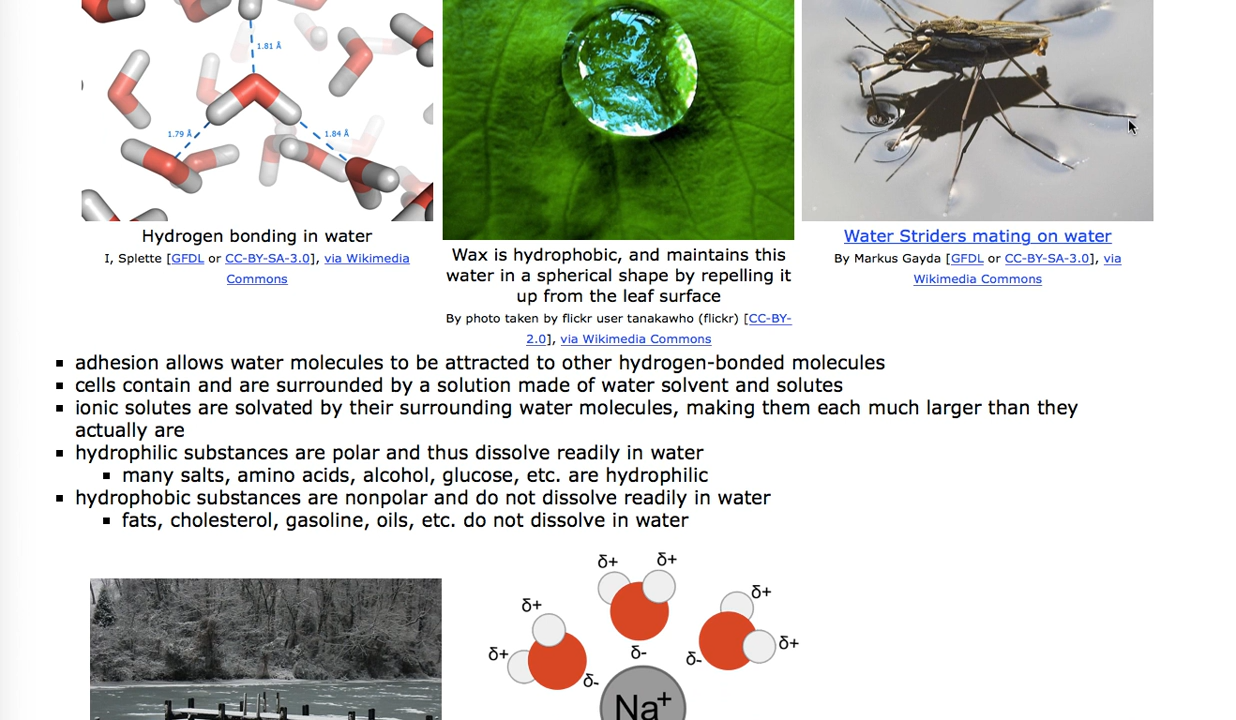 1.81 Å
1.79 Å
1.84 Å
Hydrogen bonding in water
I, Splette [GFDL or CC-BY-SA-3.0], via Wikimedia
Commons
Wax is hydrophobic, and maintains this
water in a spherical shape by repelling it
up from the leaf surface
By photo taken by flickr user tanakawho (flickr) [CC-BY-
2.0], via Wikimedia Commons
Water Striders mating on water
By Markus Gayda [GFDL or CC-BY-SA-3.0], via
Wikimedia Commons
▪ adhesion allows water molecules to be attracted to other hydrogen-bonded molecules
▪ cells contain and are surrounded by a solution made of water solvent and solutes
▪ ionic solutes are solvated by their surrounding water molecules, making them each much larger than they
actually are
▪ hydrophilic substances are polar and thus dissolve readily in water
▪ many salts, amino acids, alcohol, glucose, etc. are hydrophilic
▪ hydrophobic substances are nonpolar and do not dissolve readily in water
▪ fats, cholesterol, gasoline, oils, etc. do not dissolve in water
δ+ δ+
δ+
δ+
δ+
δ+
δ-
δ-
δ-
Na+